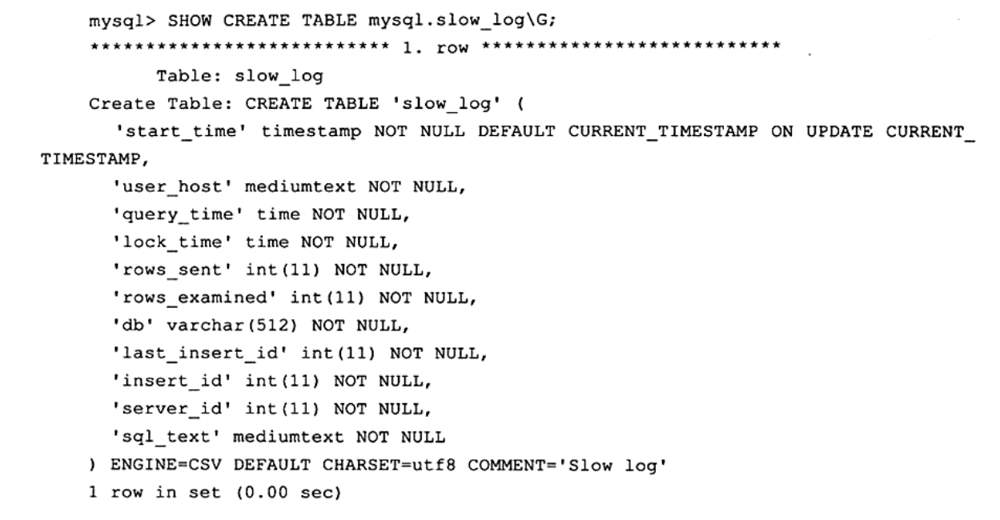 mysql> SHOW CREATE TABLE mysql.slow_log\G;
*************************** 1. row ***************************
Table: slow_log
Create Table: CREATE TABLE 'slow_log' (
'start_time' timestamp NOT NULL DEFAULT CURRENT_TIMESTAMP ON UPDATE CURRENT_
TIMESTAMP,
'user_host' mediumtext NOT NULL,
'query_time' time NOT NULL,
'lock_time' time NOT NULL,
'rows_sent' int(11) NOT NULL,
'rows_examined' int(11) NOT NULL,
'db' varchar(512) NOT NULL,
'last_insert_id' int(11) NOT NULL,
'insert_id' int(11) NOT NULL,
'server_id' int(11) NOT NULL,
'sql_text' mediumtext NOT NULL
) ENGINE=CSV DEFAULT CHARSET=utf8 COMMENT='Slow log'
1 row in set (0.00 sec)